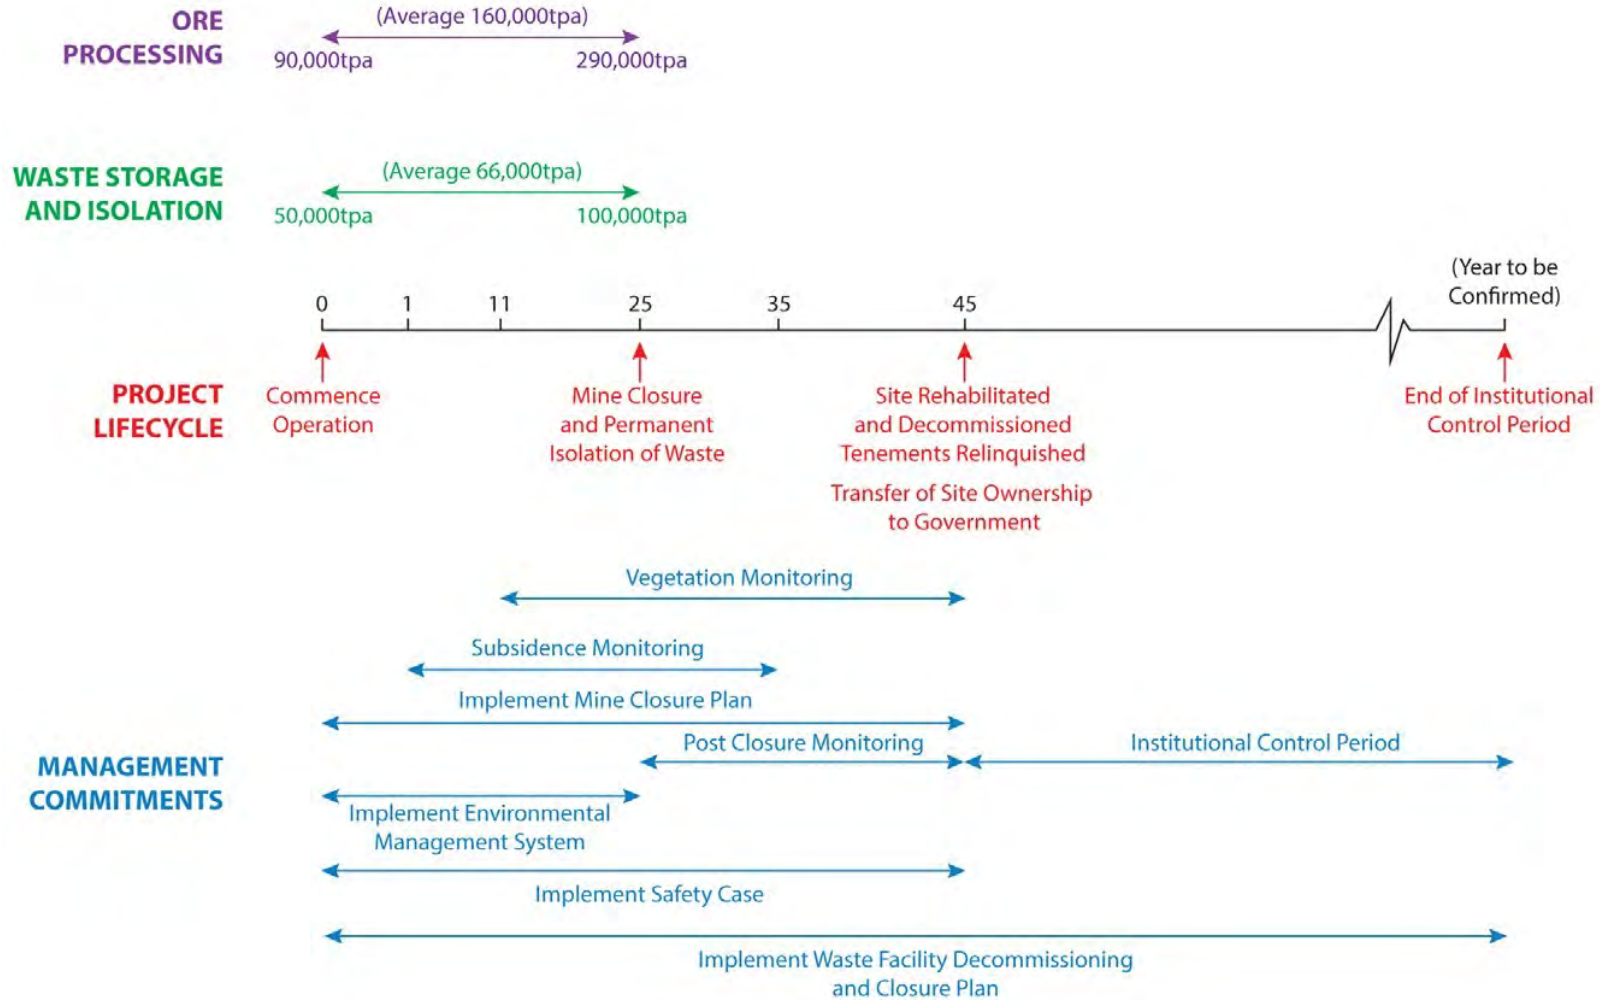 ORE
PROCESSING
(Average 160,000tpa)
90,000tpa
290,000tpa
WASTE STORAGE
AND ISOLATION
(Average 66,000tpa)
50,000tpa
100,000tpa
(Year to be
Confirmed)
0
1
11
25
35
45
PROJECT
LIFECYCLE
Commence
Operation
Mine Closure
and Permanent
Isolation of Waste
Site Rehabilitated
and Decommissioned
Tenements Relinquished
Transfer of Site Ownership
to Government
End of Institutional
Control Period
MANAGEMENT
COMMITMENTS
Vegetation Monitoring
Subsidence Monitoring
Implement Mine Closure Plan
Post Closure Monitoring
Institutional Control Period
Implement Environmental
Management System
Implement Safety Case
Implement Waste Facility Decommissioning
and Closure Plan